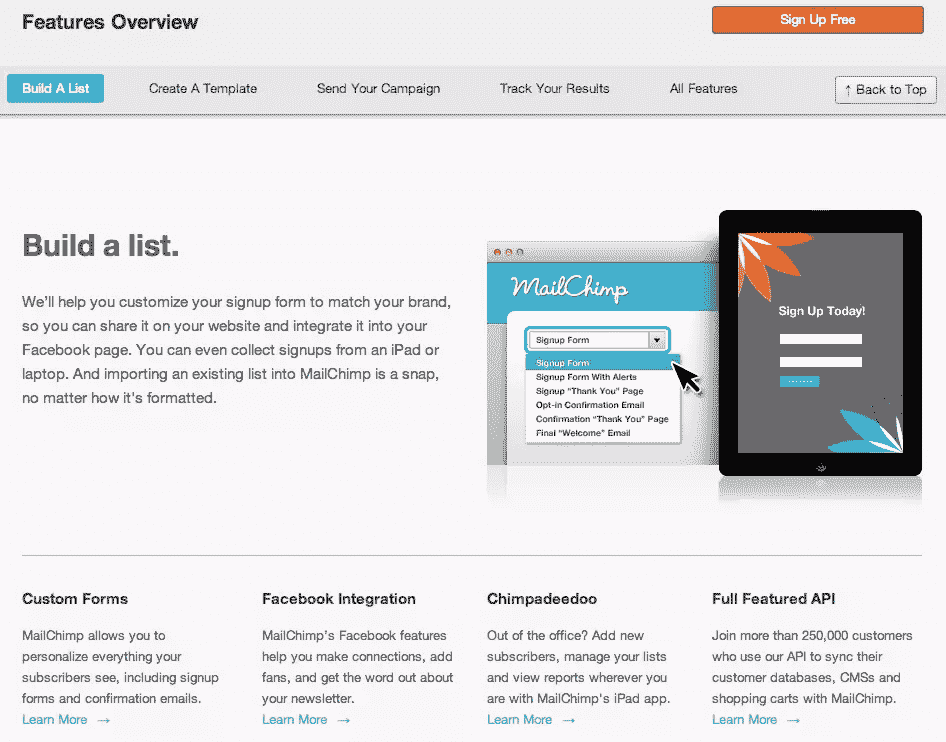 Features Overview
Sign Up Free
Build A List
Create A Template
Send Your Campaign
Track Your Results
All Features
↑ Back to Top
Build a list.
We'll help you customize your signup form to match your brand,
so you can share it on your website and integrate it into your
Facebook page. You can even collect signups from an iPad or
laptop. And importing an existing list into MailChimp is a snap,
no matter how it's formatted.
MailChimp
Signup Form
Signup Form
Signup Form With Alerts
Signup "Thank You" Page
Opt-in Confirmation Email
Confirmation "Thank You" Page
Final "Welcome" Email
Sign Up Today!
Custom Forms
MailChimp allows you to
personalize everything your
subscribers see, including signup
forms and confirmation emails.
Learn More →
Facebook Integration
MailChimp's Facebook features
help you make connections, add
fans, and get the word out about
your newsletter.
Learn More →
Chimpadeedoo
Out of the office? Add new
subscribers, manage your lists
and view reports wherever you
are with MailChimp's iPad app.
Learn More →
Full Featured API
Join more than 250,000 customers
who use our API to sync their
customer databases, CMSs and
shopping carts with MailChimp.
Learn More →